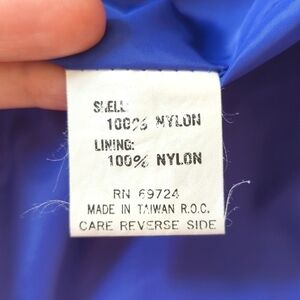 SHELL:
100% NYLON
LINING:
100% NYLON
RN 69724
MADE IN TAIWAN R.O.C.
CARE REVERSE SIDE